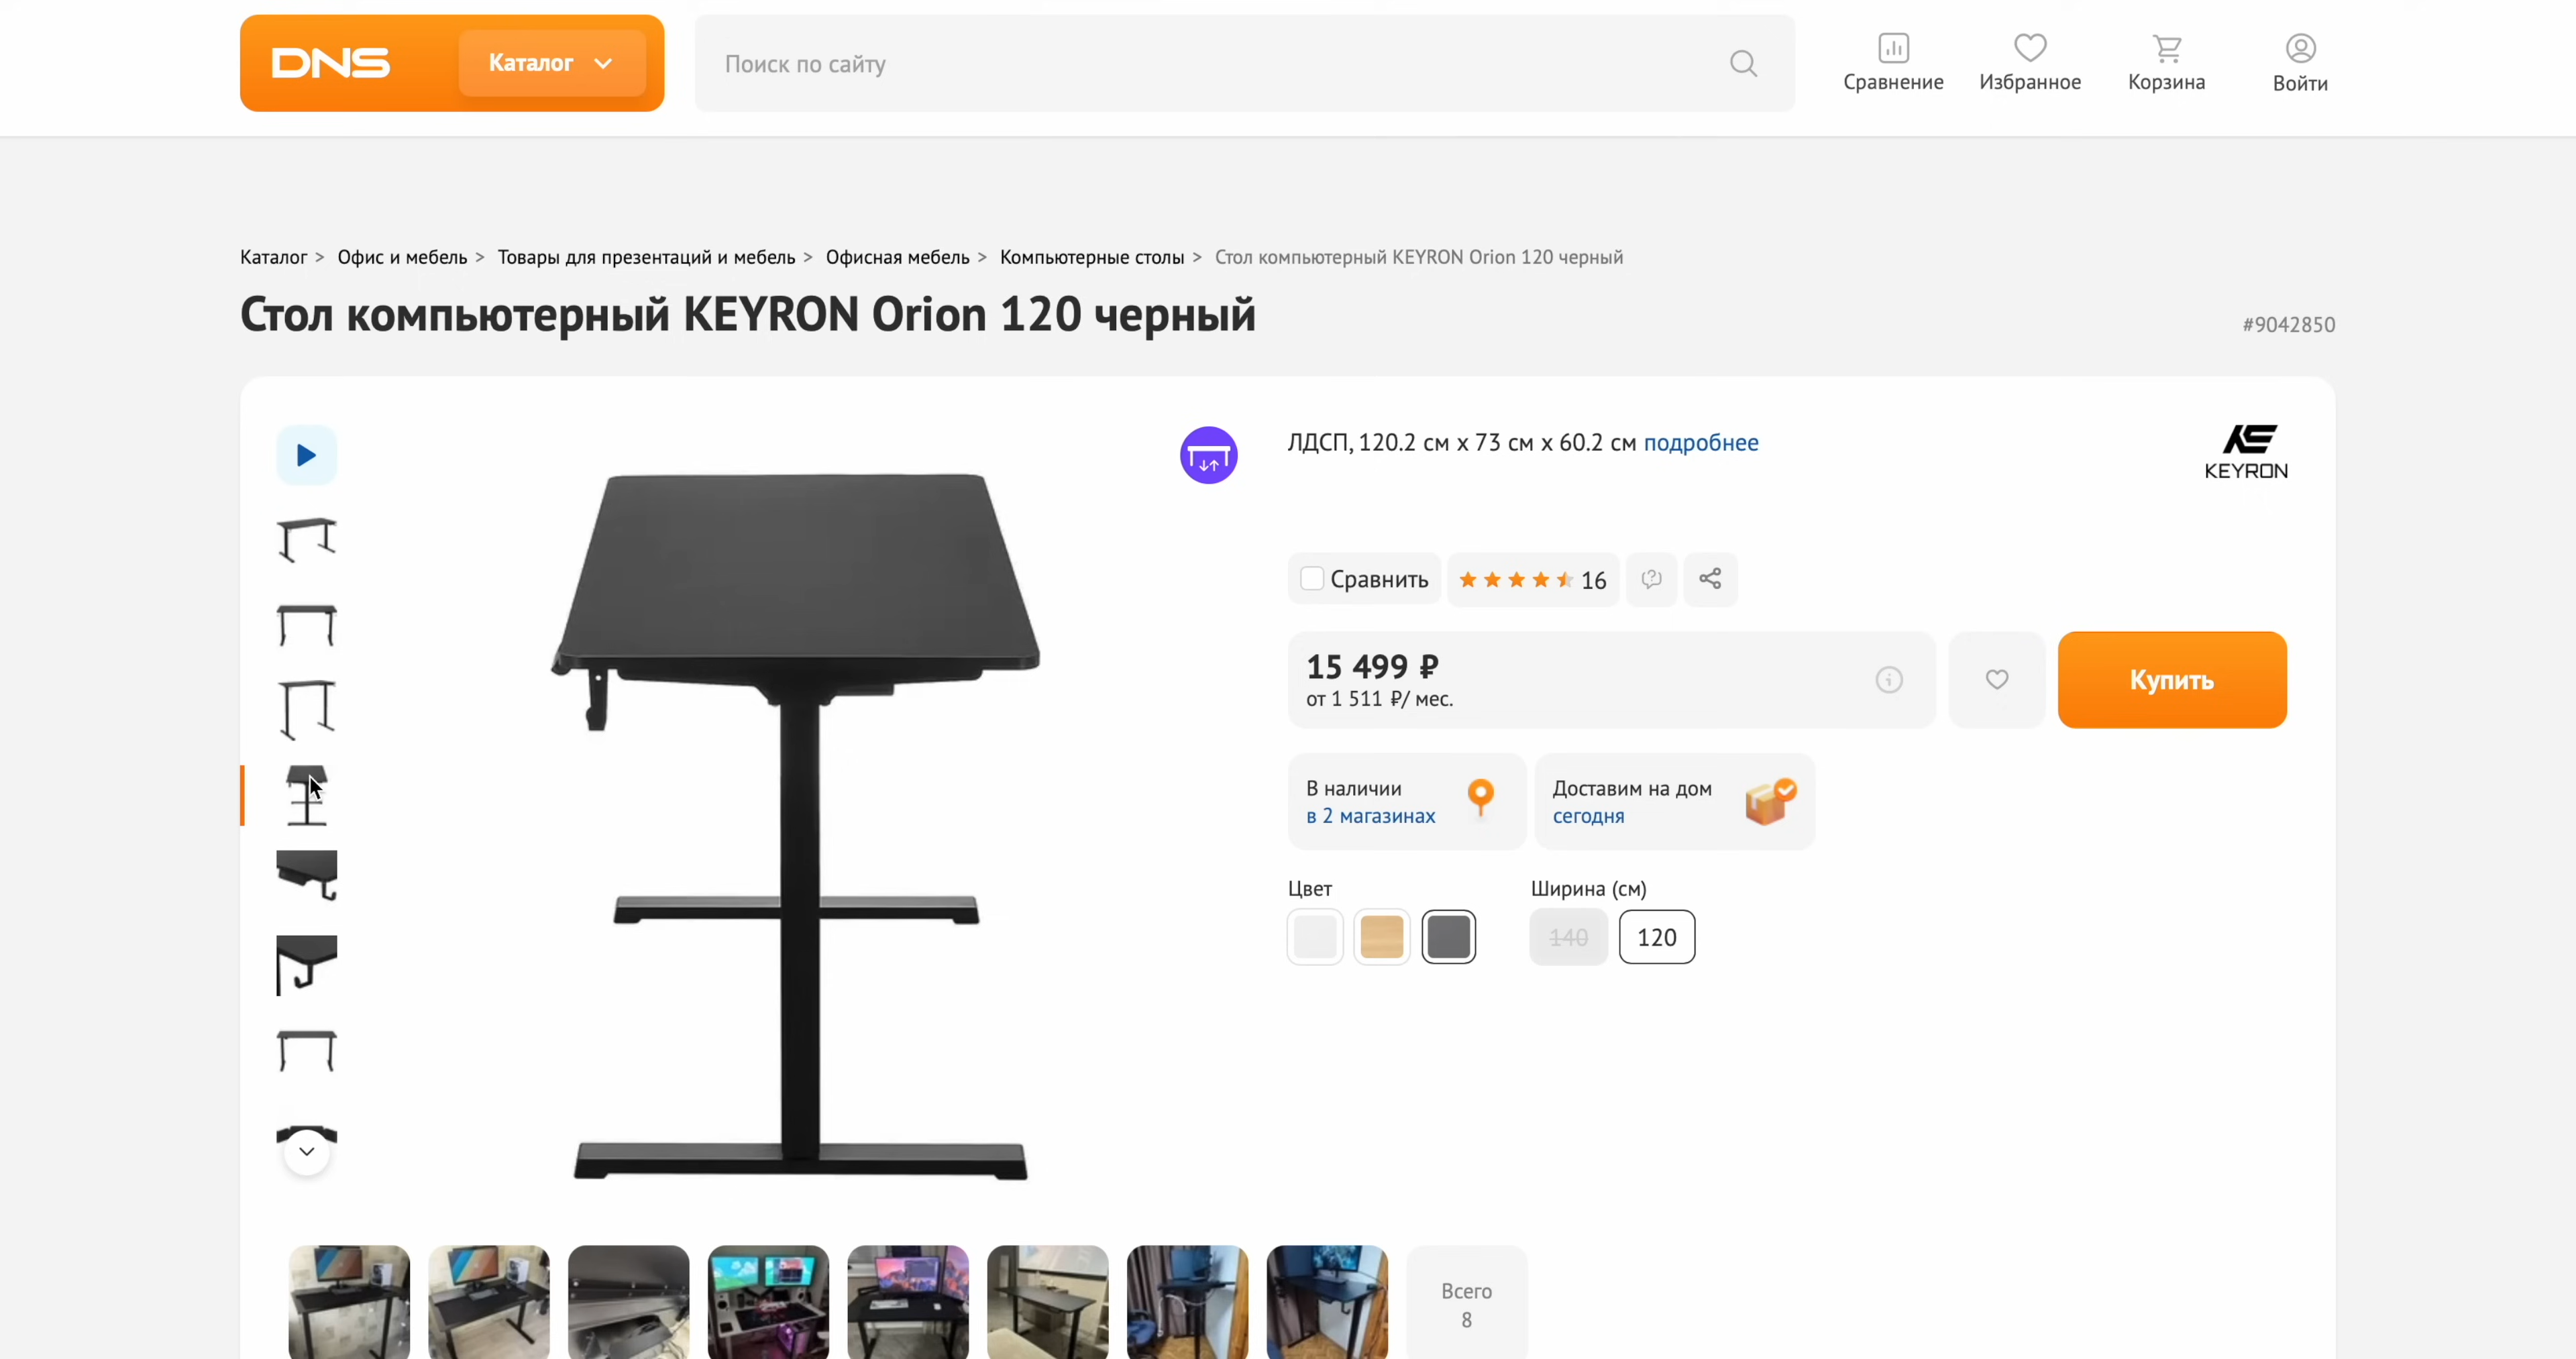 DNS
Каталог
Поиск по сайту
Сравнение
Избранное
Корзина
Войти
Каталог > Офис и мебель > Товары для презентаций и мебель > Офисная мебель > Компьютерные столы > Стол компьютерный KEYRON Orion 120 черный
Стол компьютерный KEYRON Orion 120 черный
#9042850
ЛДСП, 120.2 см x 73 см x 60.2 см подробнее
KEYRON
Сравнить
16
15 499 ₽
от 1 511 ₽/ мес.
Купить
В наличии
в 2 магазинах
Доставим на дом
сегодня
Цвет
Ширина (см)
140
120
Всего
8